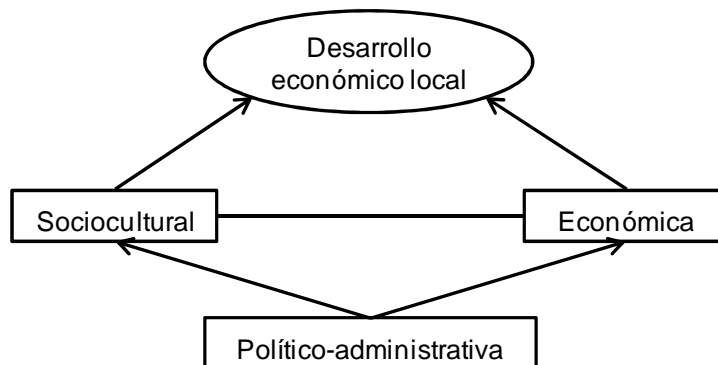 Desarrollo
económico local
Sociocultural
Económica
Político-administrativa